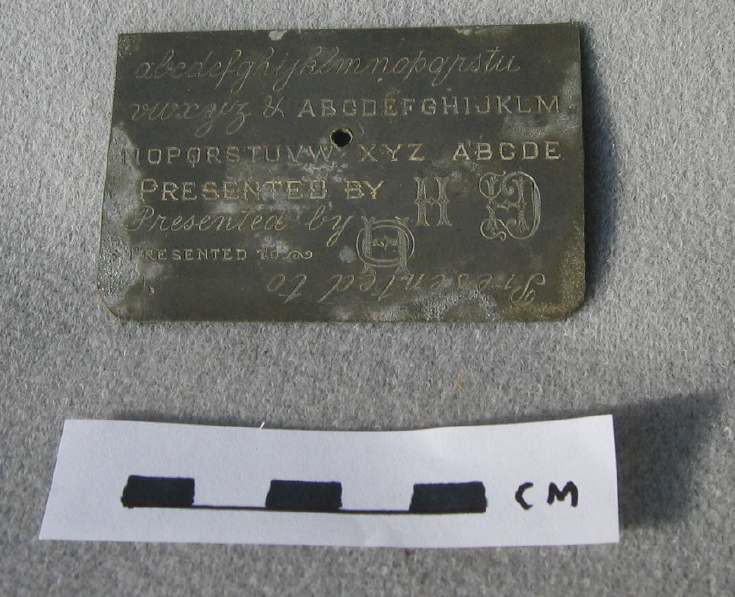 abcdefghijklmnopqrstu
vwxyz & ABCDEFGHIJKLM
NOPQRSTUVW XYZ ABCDE
PRESENTED BY H
Presented by
PRESENTED TO
Presented to
CM